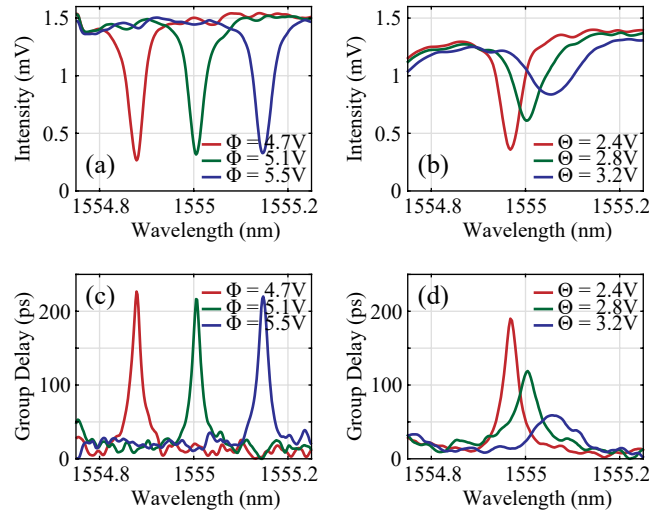 1.5
1
0.5
0
Intensity (mV)
(a)
Φ = 4.7V
Φ = 5.1V
Φ = 5.5V
1554.8
1555
1555.2
Wavelength (nm)
1.5
1
0.5
0
Intensity (mV)
(b)
Θ = 2.4V
Θ = 2.8V
Θ = 3.2V
1554.8
1555
1555.2
Wavelength (nm)
200
100
0
Group Delay (ps)
(c)
Φ = 4.7V
Φ = 5.1V
Φ = 5.5V
1554.8
1555
1555.2
Wavelength (nm)
200
100
0
Group Delay (ps)
(d)
Θ = 2.4V
Θ = 2.8V
Θ = 3.2V
1554.8
1555
1555.2
Wavelength (nm)